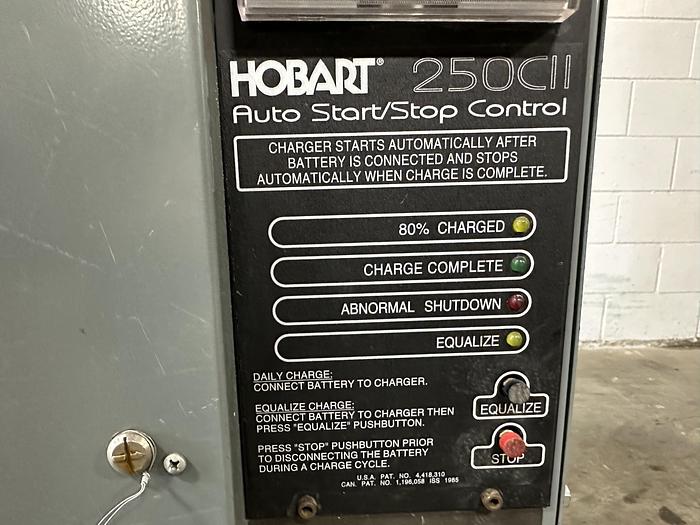 HOBART® 250CII
Auto Start/Stop Control
CHARGER STARTS AUTOMATICALLY AFTER
BATTERY IS CONNECTED AND STOPS
AUTOMATICALLY WHEN CHARGE IS COMPLETE.
80% CHARGED
CHARGE COMPLETE
ABNORMAL SHUTDOWN
EQUALIZE
DAILY CHARGE:
CONNECT BATTERY TO CHARGER.
EQUALIZE CHARGE:
CONNECT BATTERY TO CHARGER THEN
PRESS "EQUALIZE" PUSHBUTTON.
EQUALIZE
PRESS "STOP" PUSHBUTTON PRIOR
TO DISCONNECTING THE BATTERY
DURING A CHARGE CYCLE.
STOP
U.S.A. PAT. NO. 4,418,310
CAN. PAT. NO. 1,196,058 ISS 1985